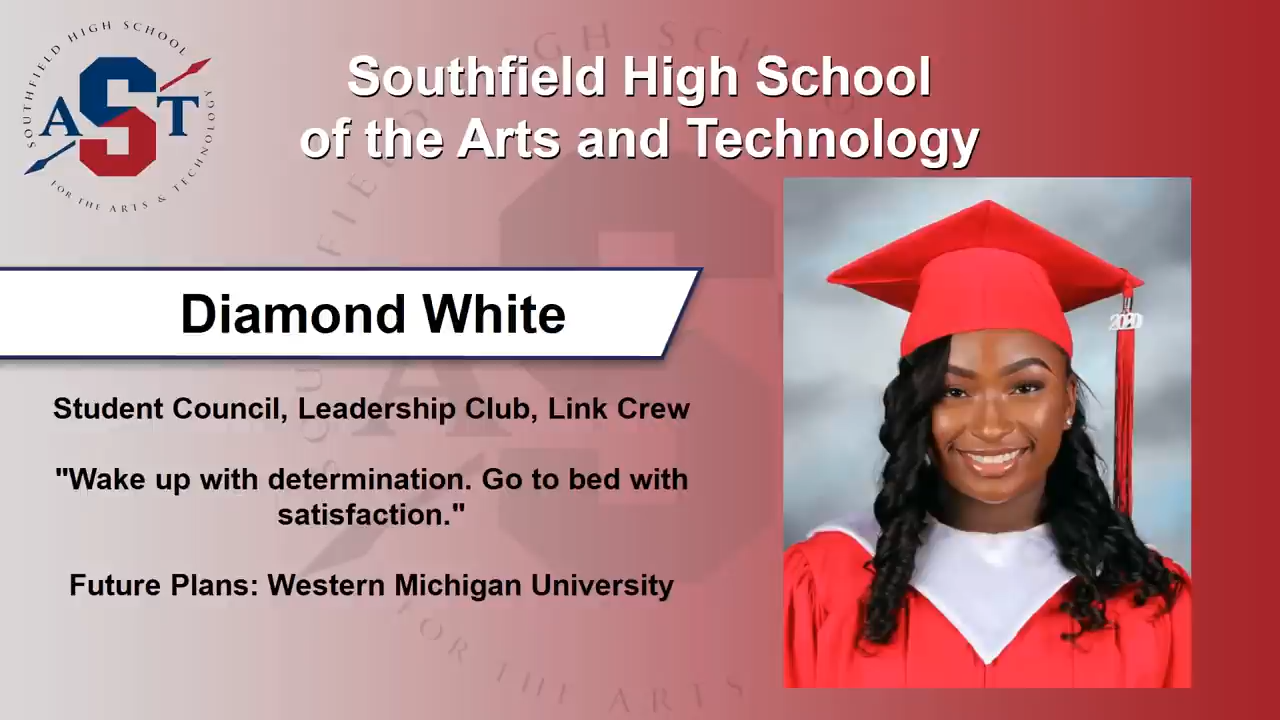 SOUTHFIELD HIGH SCHOOL
AST
FOR THE ARTS & TECHNOLOGY
Southfield High School
of the Arts and Technology
Diamond White
Student Council, Leadership Club, Link Crew
"Wake up with determination. Go to bed with
satisfaction."
Future Plans: Western Michigan University
2020